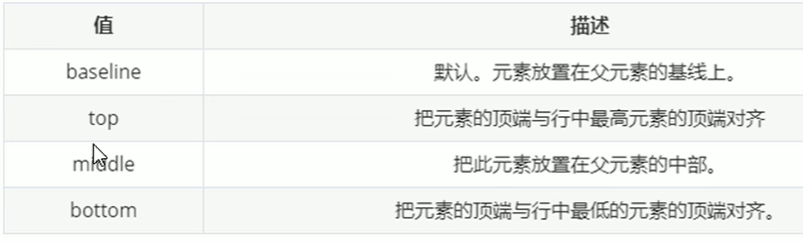 值 描述
baseline 默认。元素放置在父元素的基线上。
top 把元素的顶端与行中最高元素的顶端对齐
middle 把此元素放置在父元素的中部。
bottom 把元素的顶端与行中最低的元素的顶端对齐。